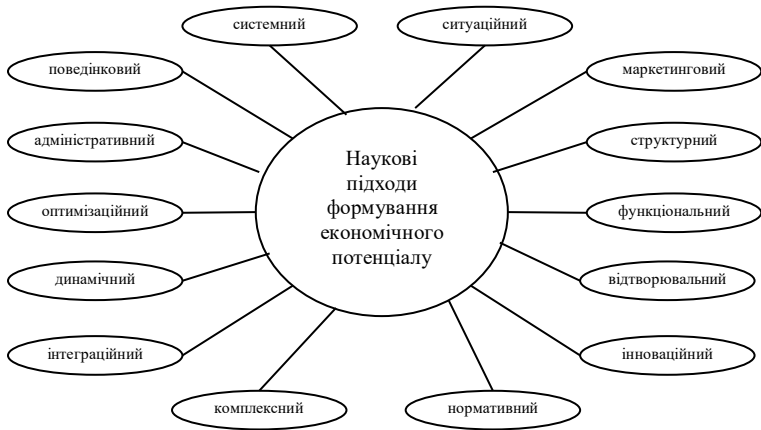 системний
ситуаційний
поведінковий
маркетинговий
адміністративний
структурний
Наукові
підходи
формування
економічного
потенціалу
оптимізаційний
функціональний
динамічний
відтворювальний
інтеграційний
інноваційний
комплексний
нормативний